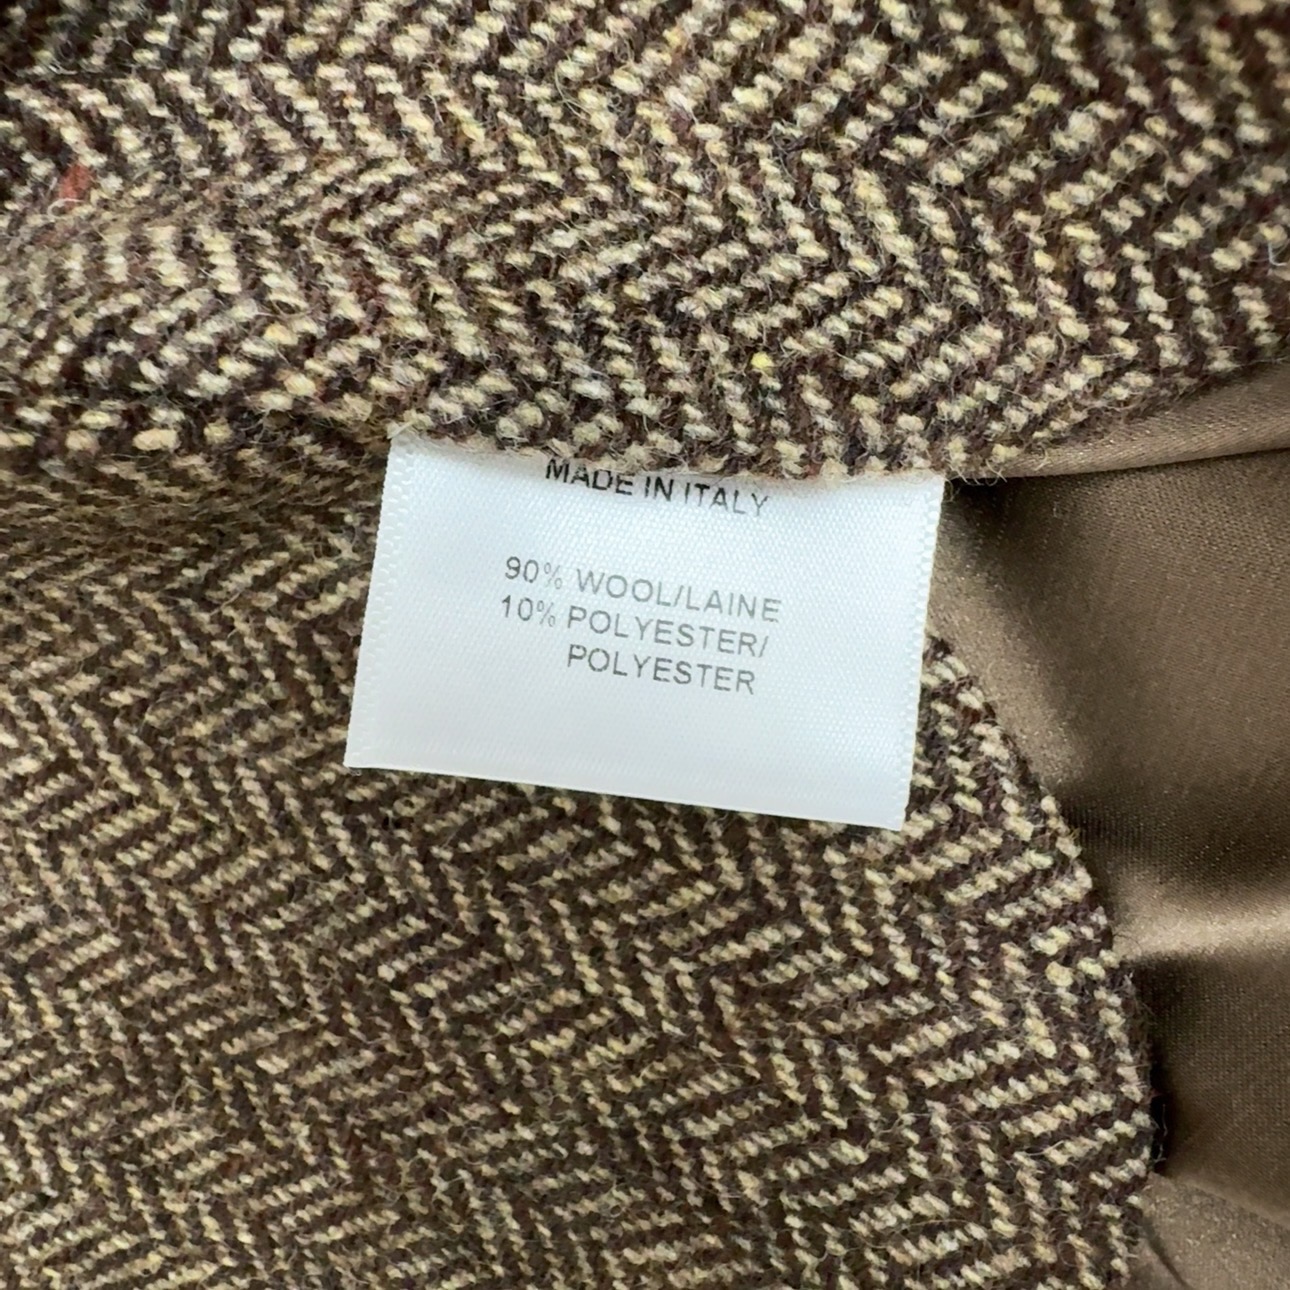 MADE IN ITALY
90% WOOL/LAINE
10% POLYESTER/
POLYESTER